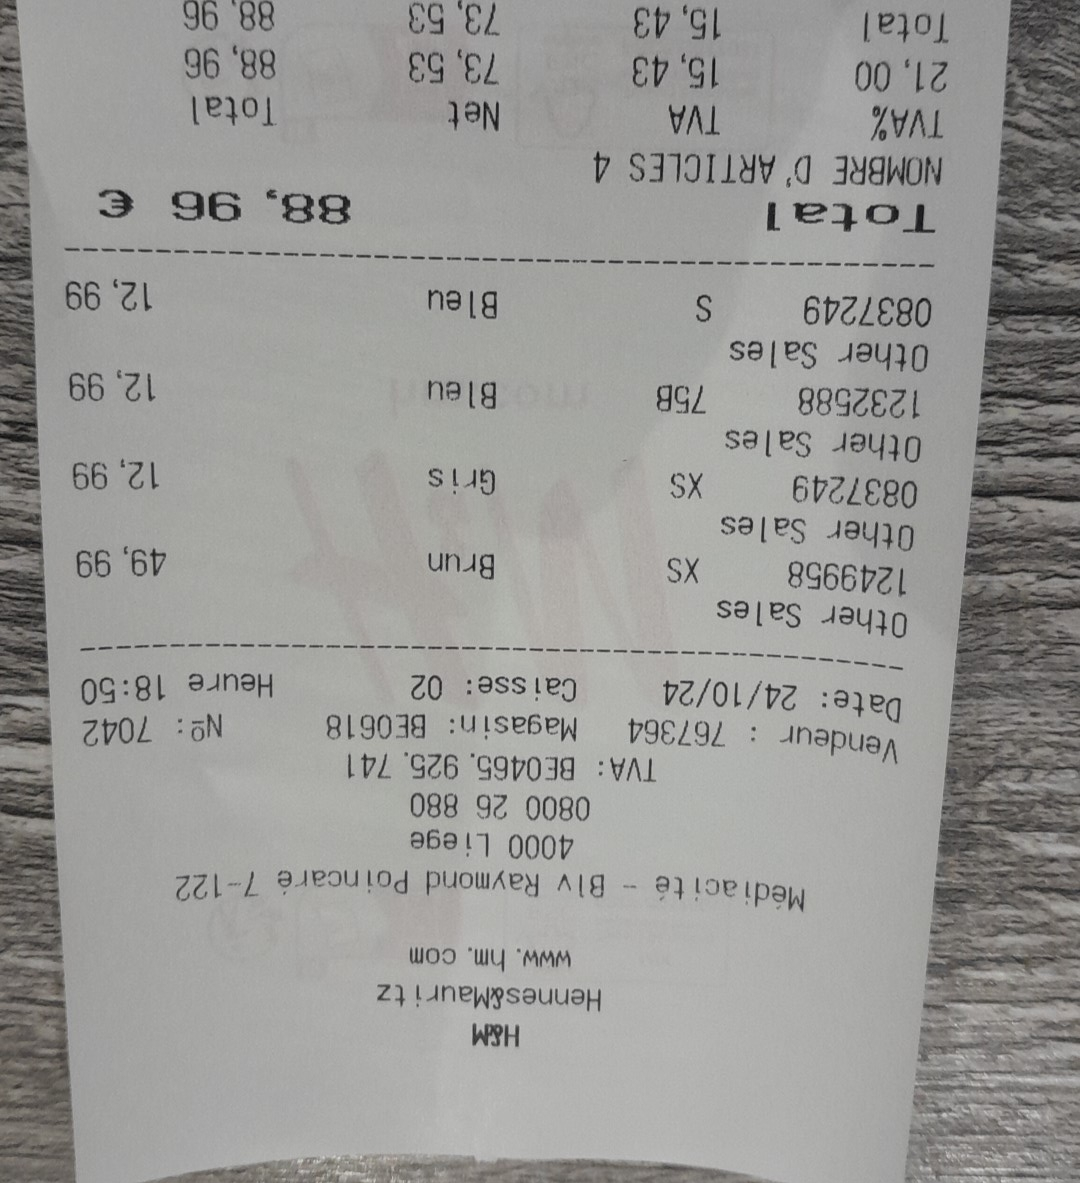 H&M
Hennes&Mauritz
www.hm.com
Médiacité - Blv Raymond Poincaré 7-122
4000 Liege
0800 26 880
TVA: BE0465.925.741
Vendeur : 767364 Magasin: BE0618 Nº: 7042
Date: 24/10/24 Caisse: 02 Heure 18:50
Other Sales
1249958 XS Brun 49,99
Other Sales
0837249 XS Gris 12,99
Other Sales
1232588 75B Bleu 12,99
Other Sales
0837249 S Bleu 12,99
Total 88,96 €
NOMBRE D'ARTICLES 4
TVA% TVA Net Total
21,00 15,43 73,53 88,96
Total 15,43 73,53 88,96